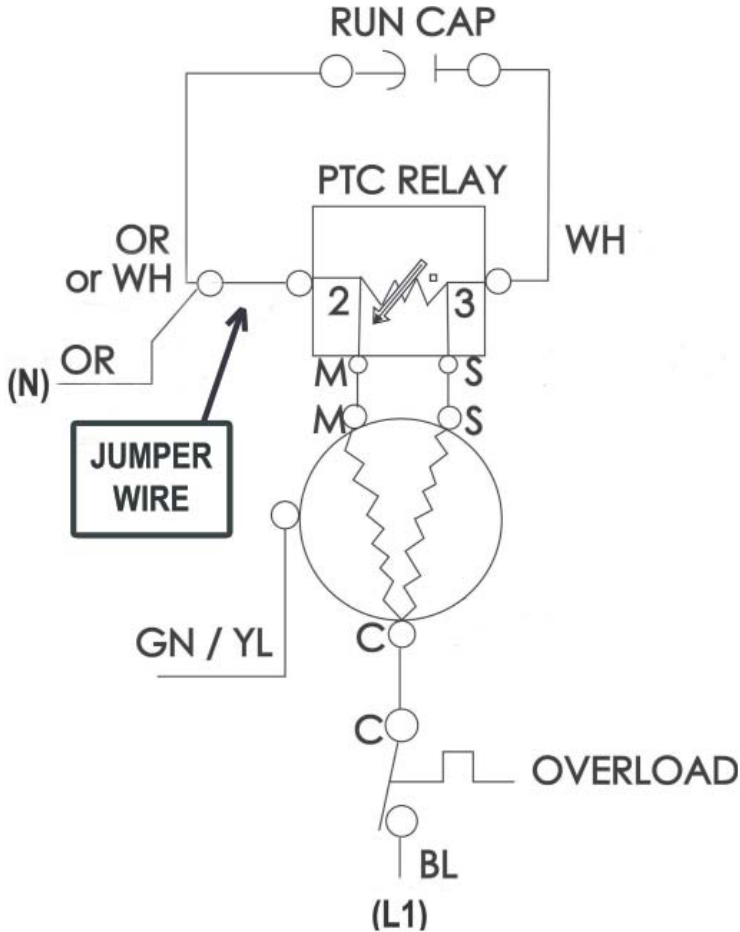 RUN CAP
PTC RELAY
OR
or WH
WH
2
3
OR
(N)
M
S
M
S
JUMPER
WIRE
GN / YL
C
C
OVERLOAD
BL
(L1)